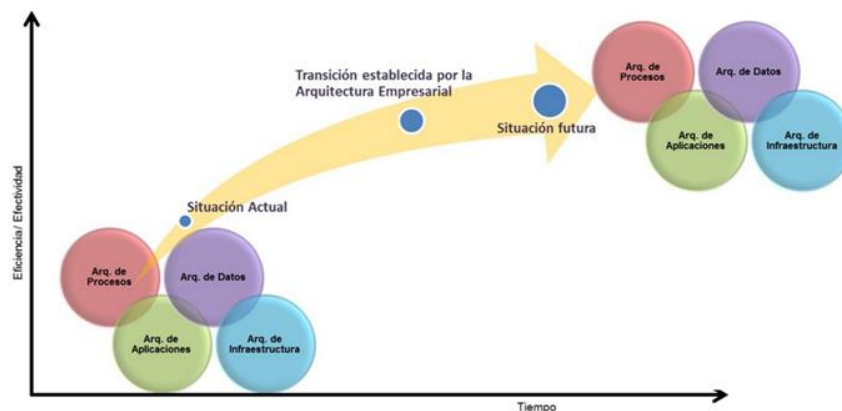 Arq. de
Procesos
Arq. de Datos
Transición establecida por la
Arquitectura Empresarial
Situación futura
Arq. de
Aplicaciones
Arq. de
Infraestructura
Situación Actual
Eficiencia/ Efectividad
Arq. de
Procesos
Arq. de Datos
Arq. de
Aplicaciones
Arq. de
Infraestructura
Tiempo